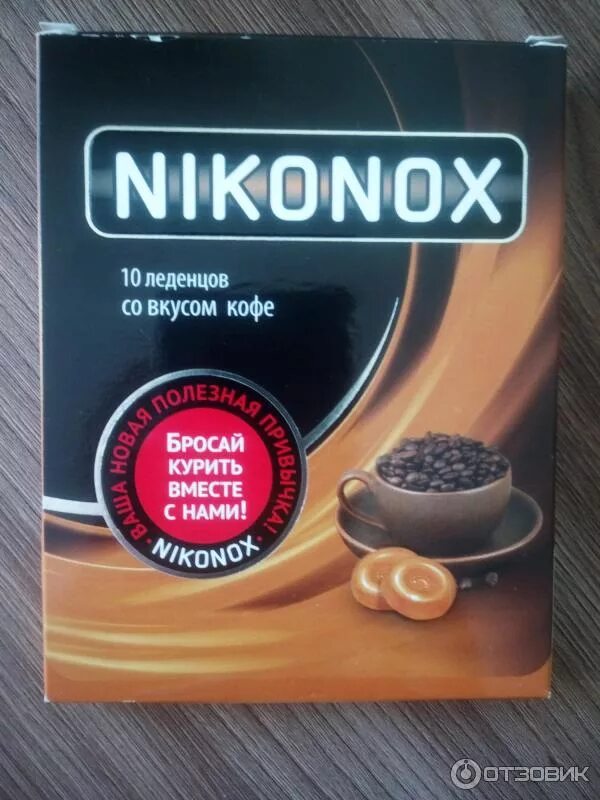 NIKONOX
10 леденцов
со вкусом кофе
ВАША НОВАЯ ПОЛЕЗНАЯ ПРИВЫЧКА!
БРОСАЙ
КУРИТЬ
ВМЕСТЕ
С НАМИ!
NIKONOX
ОТЗОВИК